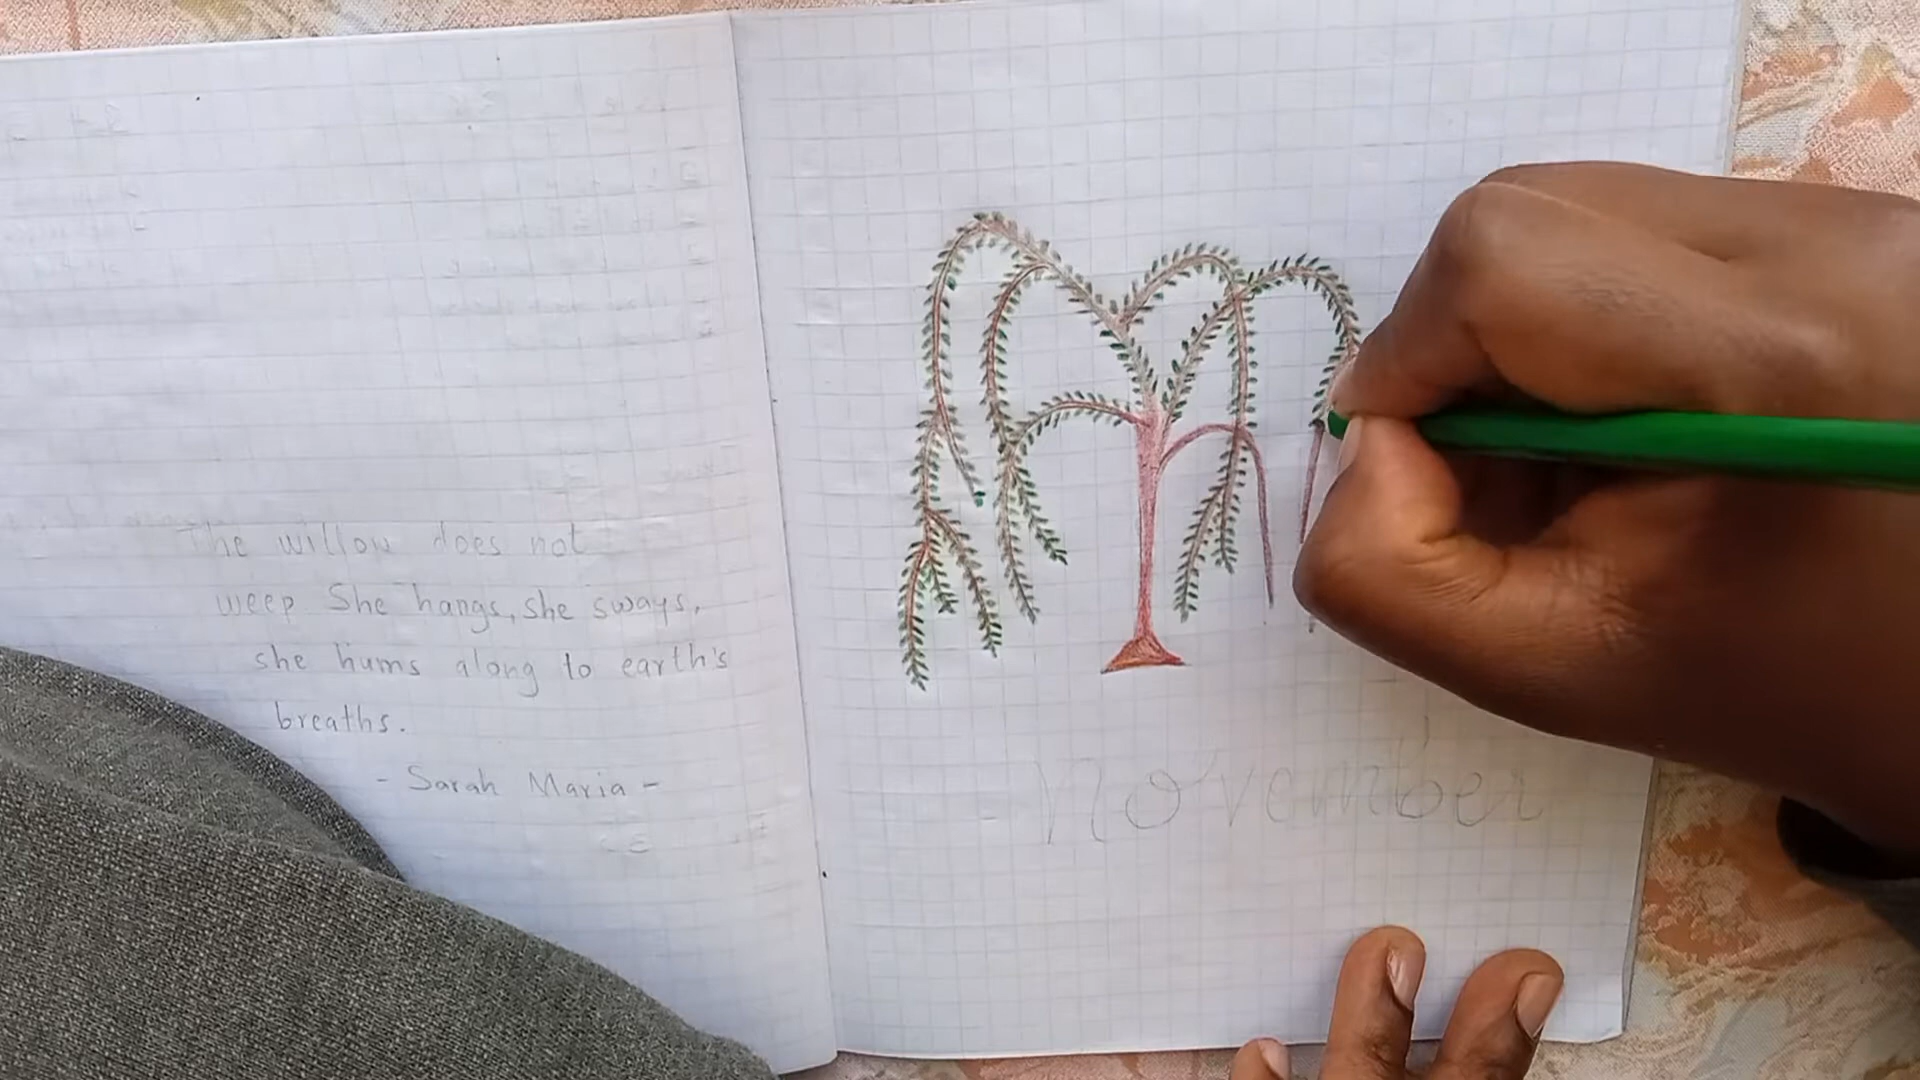 The willow does not
weep She hangs, she sways,
she hums along to earth's
breaths.
- Sarah Maria -
November